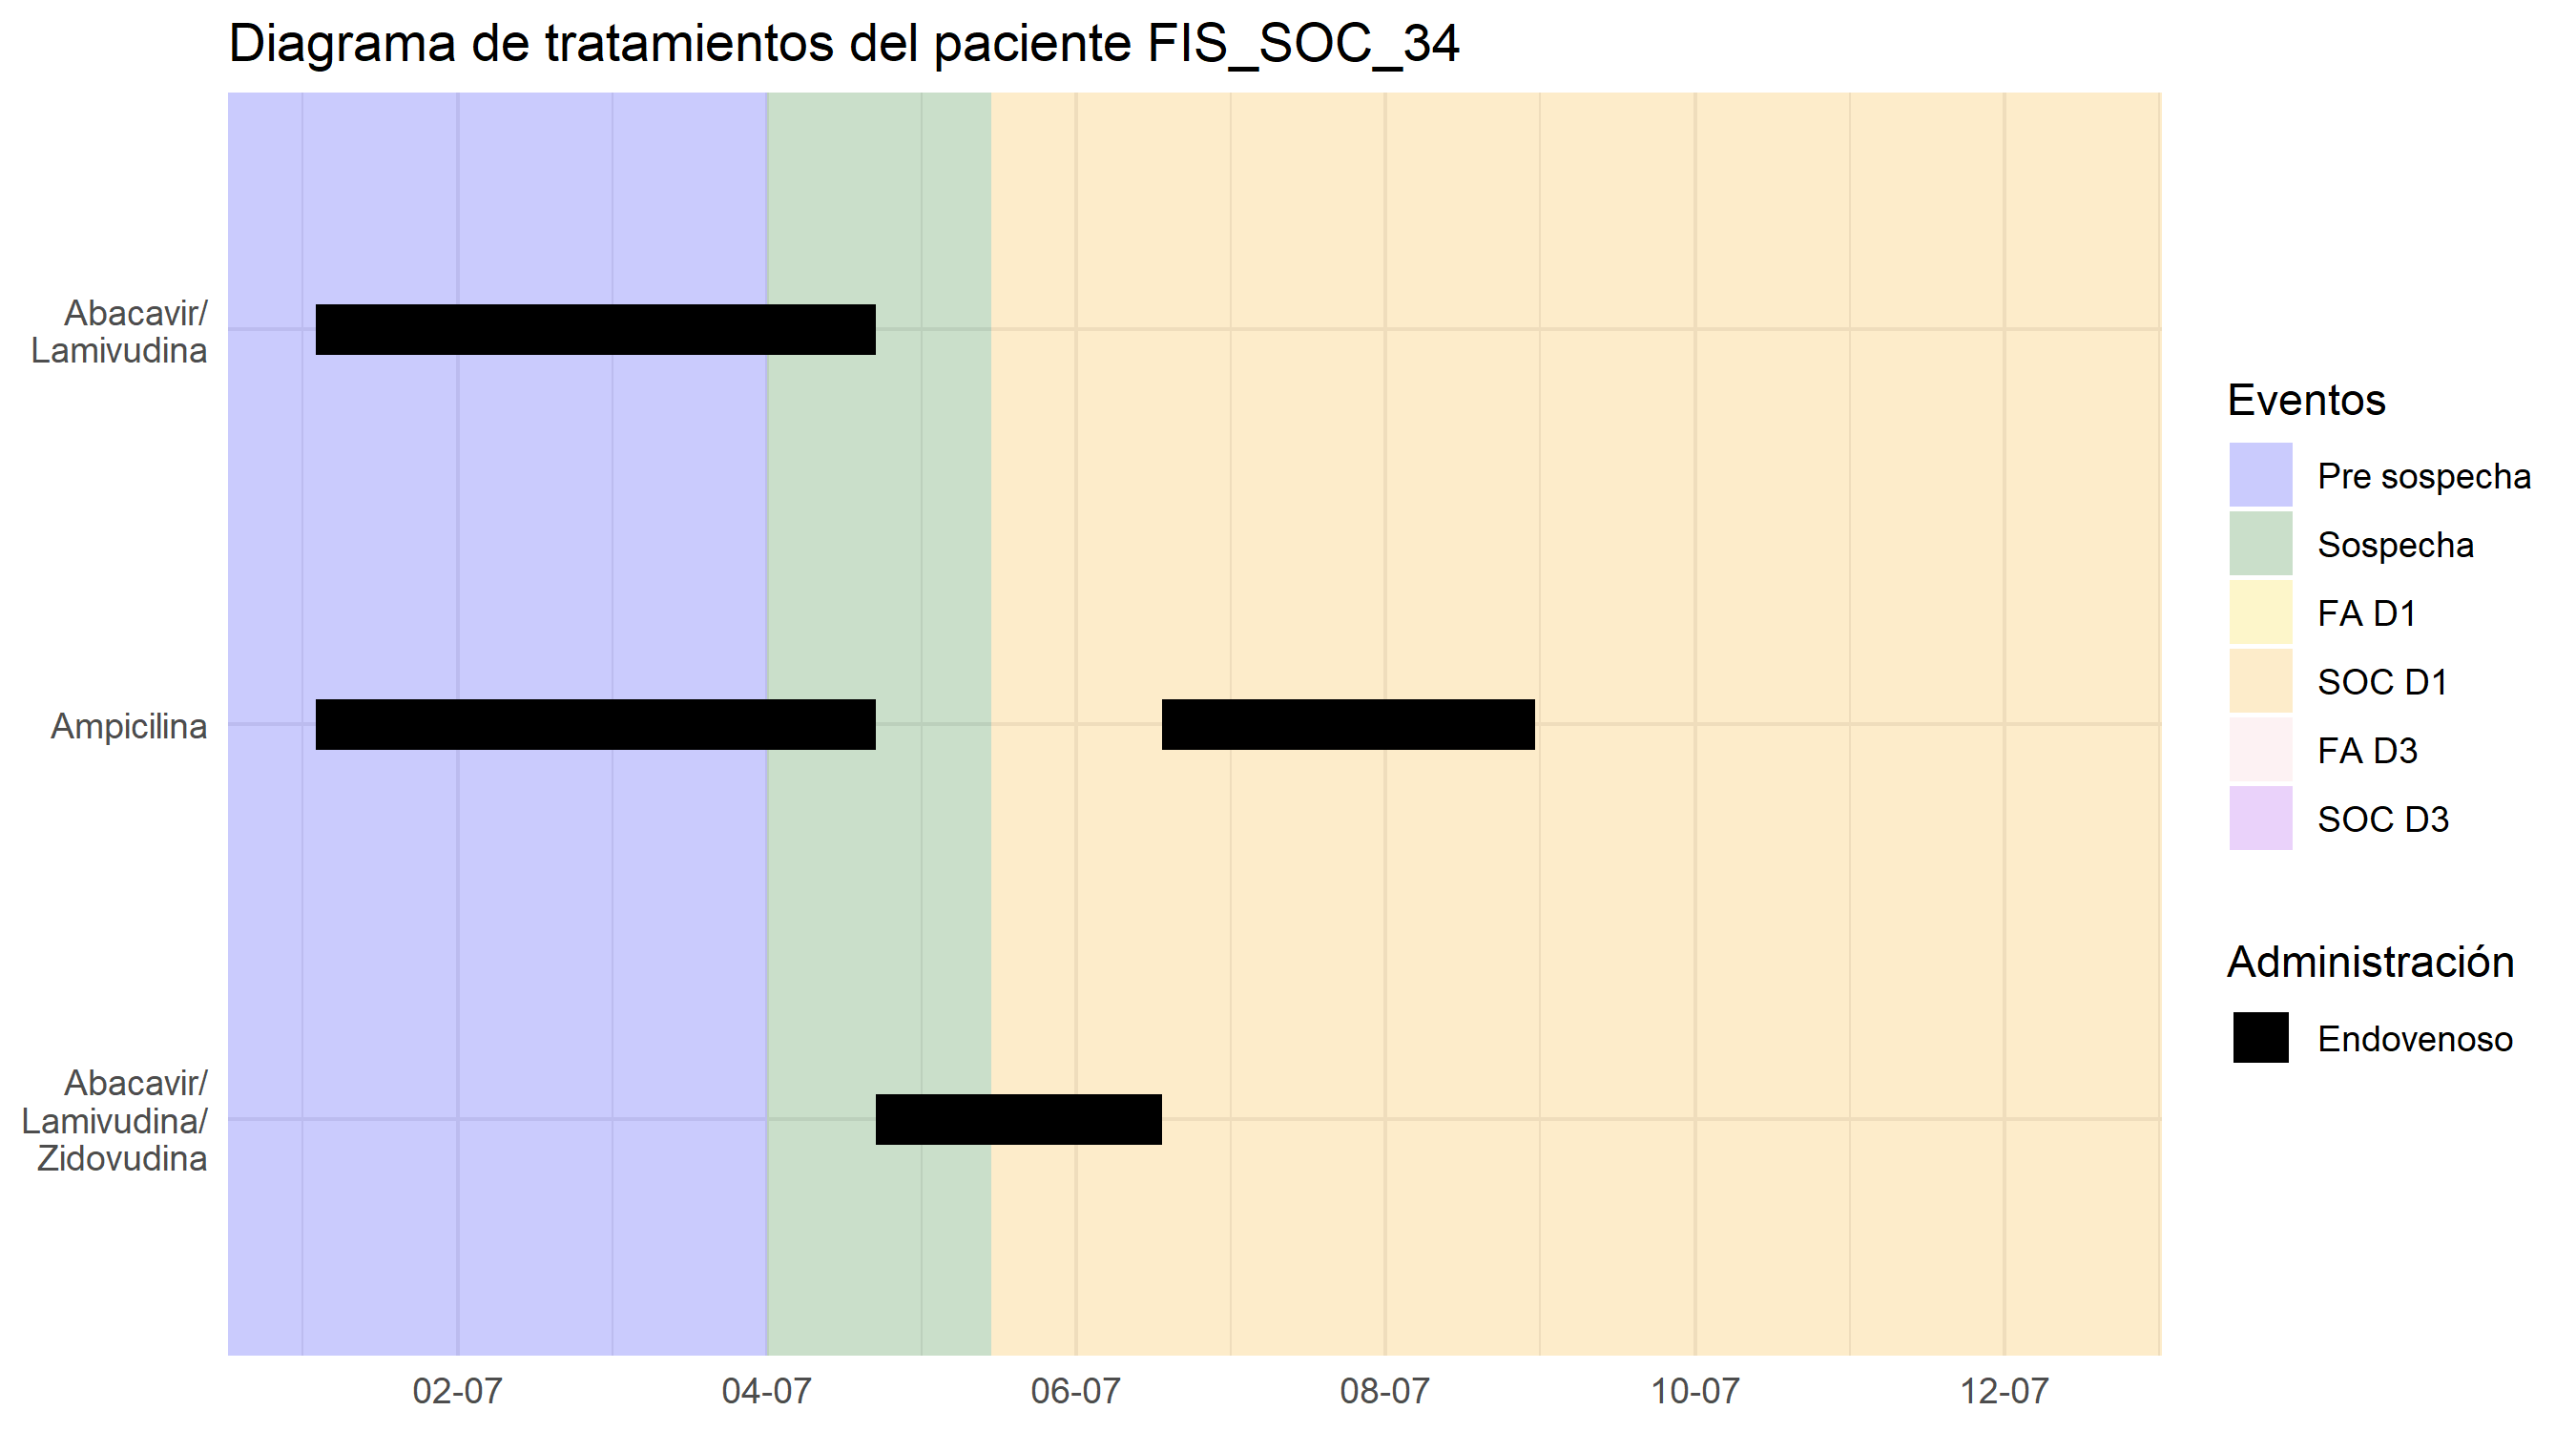 Diagrama de tratamientos del paciente FIS_SOC_34
Abacavir/
Lamivudina
Ampicilina
Abacavir/
Lamivudina/
Zidovudina
02-07
04-07
06-07
08-07
10-07
12-07
Eventos
Pre sospecha
Sospecha
FA D1
SOC D1
FA D3
SOC D3
Administración
Endovenoso